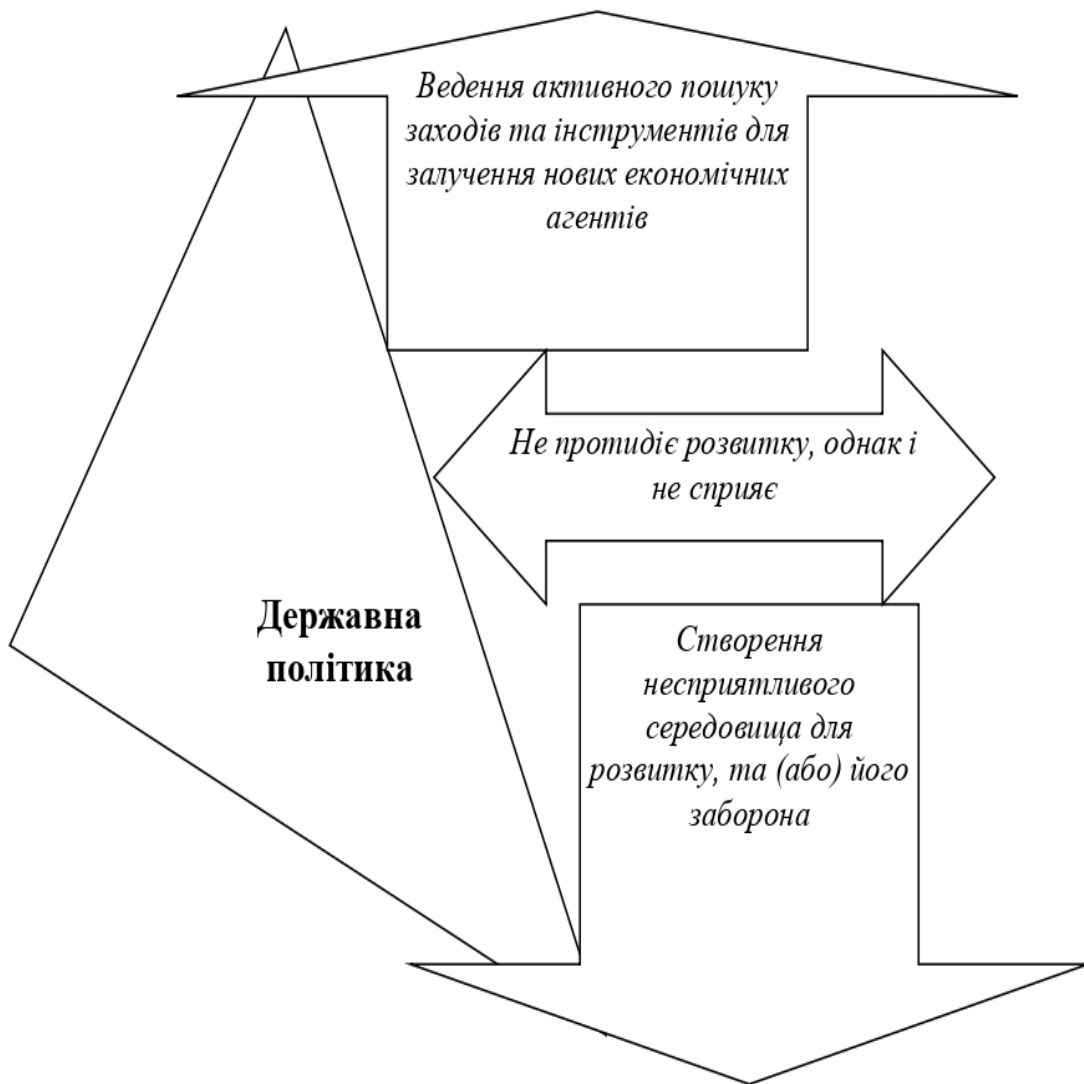 Ведення активного пошуку
заходів та інструментів для
залучення нових економічних
агентів
Не протидіє розвитку, однак і
не сприяє
Державна
політика
Створення
несприятливого
середовища для
розвитку, та (або) його
заборона